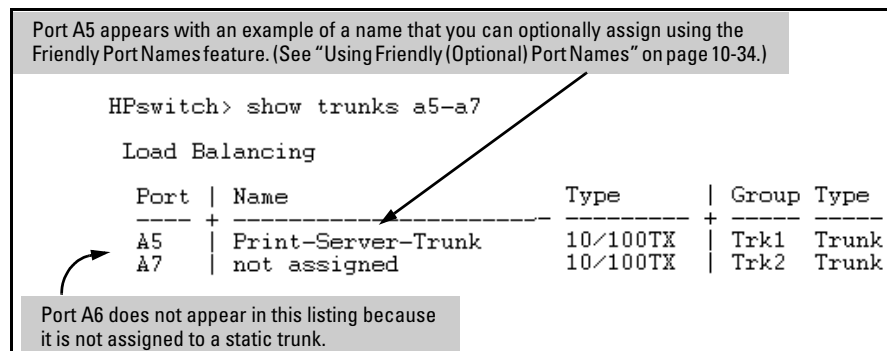 Port A5 appears with an example of a name that you can optionally assign using the
Friendly Port Names feature. (See “Using Friendly (Optional) Port Names” on page 10-34.)
HPswitch> show trunks a5-a7
Load Balancing
Port | Name Type | Group Type
---- + -------------------------- --------- + ----- -----
A5 | Print-Server-Trunk 10/100TX | Trk1 Trunk
A7 | not assigned 10/100TX | Trk2 Trunk
Port A6 does not appear in this listing because
it is not assigned to a static trunk.